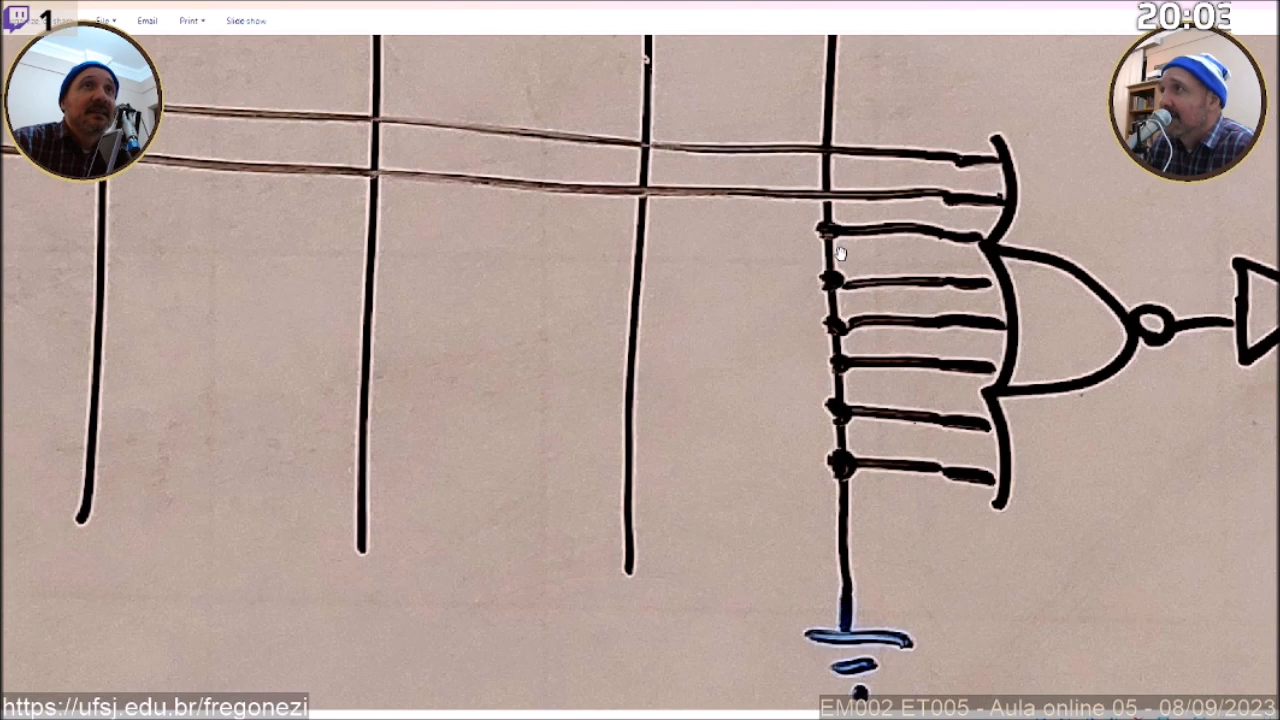 1
File ▾ Email Print ▾ Slide show
20:03
https://ufsj.edu.br/fregonezi
EM002 ET005 - Aula online 05 - 08/09/2023